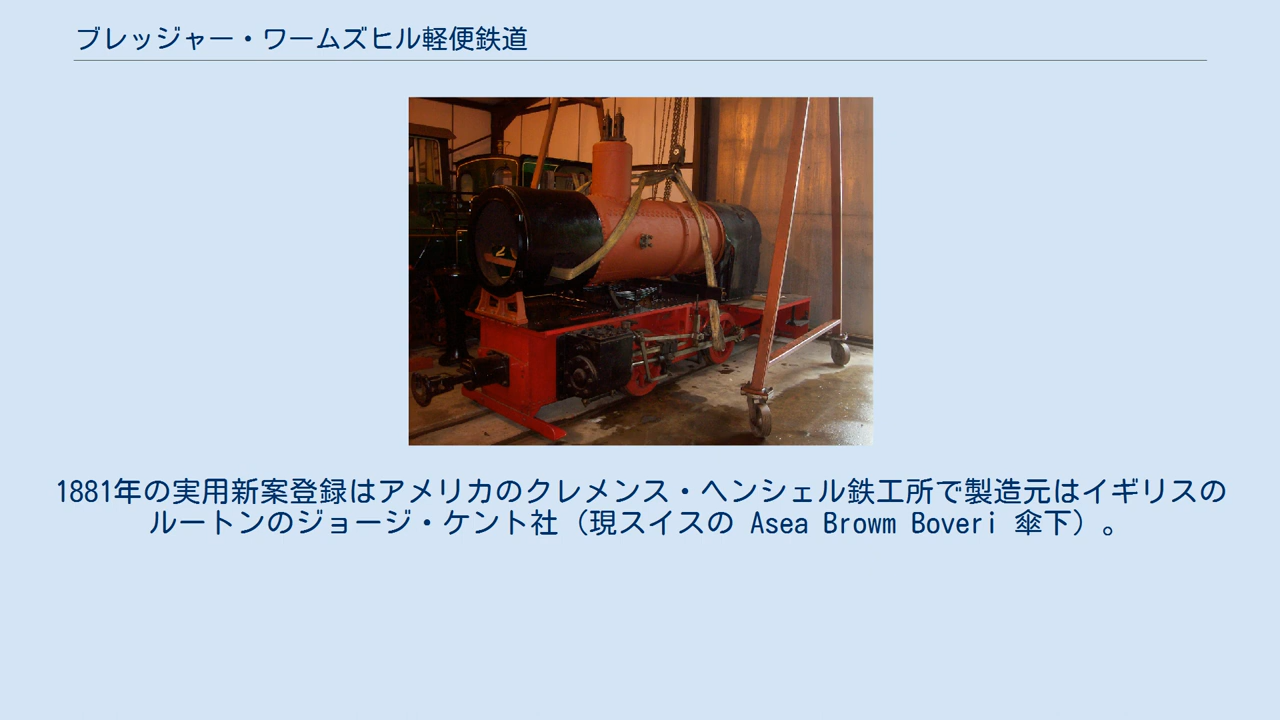 ブレッジャー・ワームズヒル軽便鉄道
2
1881年の実用新案登録はアメリカのクレメンス・ヘンシェル鉄工所で製造元はイギリスの
ルートンのジョージ・ケント社（現スイスの Asea Browm Boveri 傘下）。